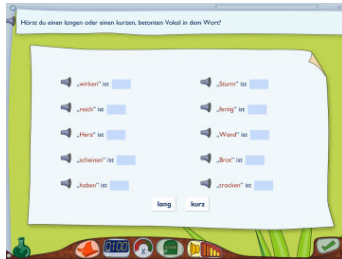 Hörst du einen langen oder einen kurzen, betonten Vokal in dem Wort?
„wirken" ist
„Sturm" ist
„reich" ist
„fertig" ist
„Herz" ist
„Wand" ist
„scheinen" ist
„Brot" ist
„haben" ist
„trocken" ist
lang
kurz